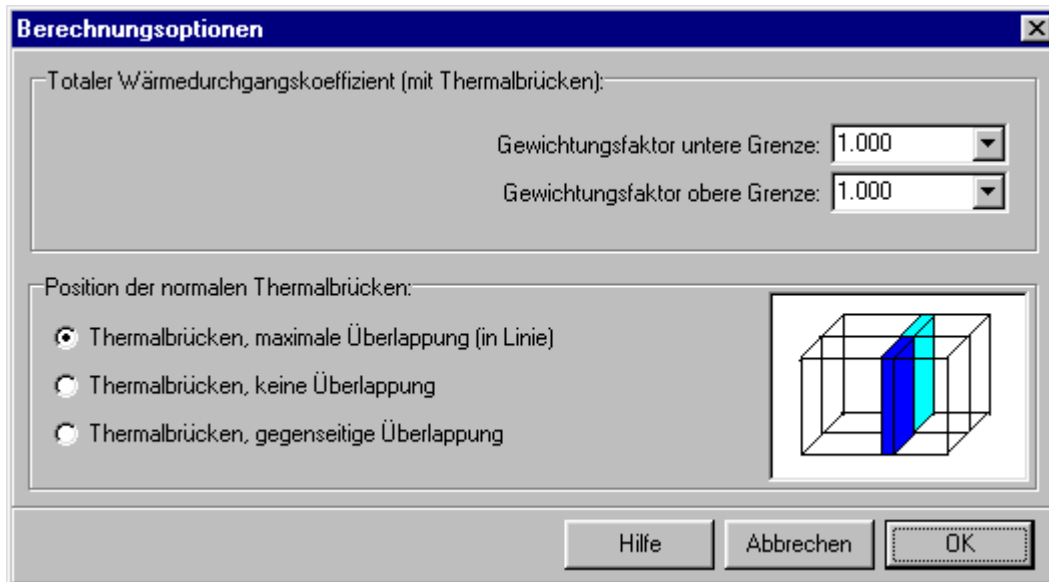 Berechnungsoptionen
Totaler Wärmedurchgangskoeffizient (mit Thermalbrücken):
Gewichtungsfaktor untere Grenze: 1.000
Gewichtungsfaktor obere Grenze: 1.000
Position der normalen Thermalbrücken:
Thermalbrücken, maximale Überlappung (in Linie)
Thermalbrücken, keine Überlappung
Thermalbrücken, gegenseitige Überlappung
Hilfe Abbrechen OK